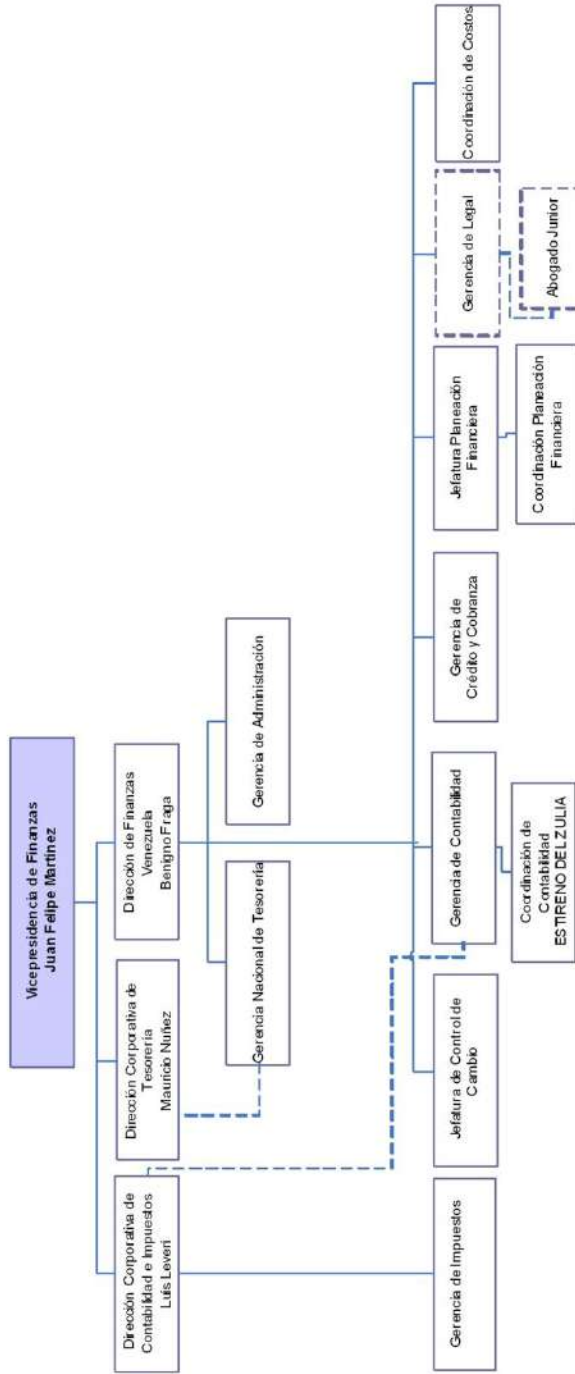 Vicepresidencia de Finanzas
Juan Felipe Martínez
Dirección Corporativa de
Contabilidad e Impuestos
Luis Leveri
Dirección Corporativa de
Tesorería
Mauricio Nuñez
Dirección de Finanzas
Venezuela
Benigno Fraga
Gerencia Nacional de Tesorería
Gerencia de Administración
Gerencia de Impuestos
Jefatura de Control de
Cambio
Gerencia de Contabilidad
Gerencia de
Crédito y Cobranza
Jefatura Planeación
Financiera
Gerencia de Legal
Coordinación de Costos
Coordinación de
Contabilidad
ESTIRENO DEL ZULIA
Coordinación Planeación
Financiera
Abogado Junior